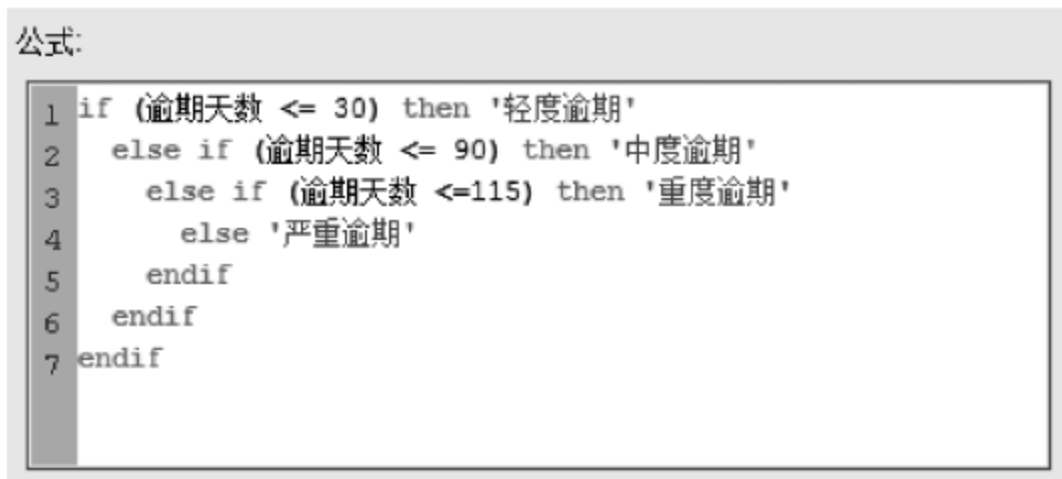 公式:
1 if (逾期天数 <= 30) then '轻度逾期'
2 else if (逾期天数 <= 90) then '中度逾期'
3 else if (逾期天数 <=115) then '重度逾期'
4 else '严重逾期'
5 endif
6 endif
7 endif